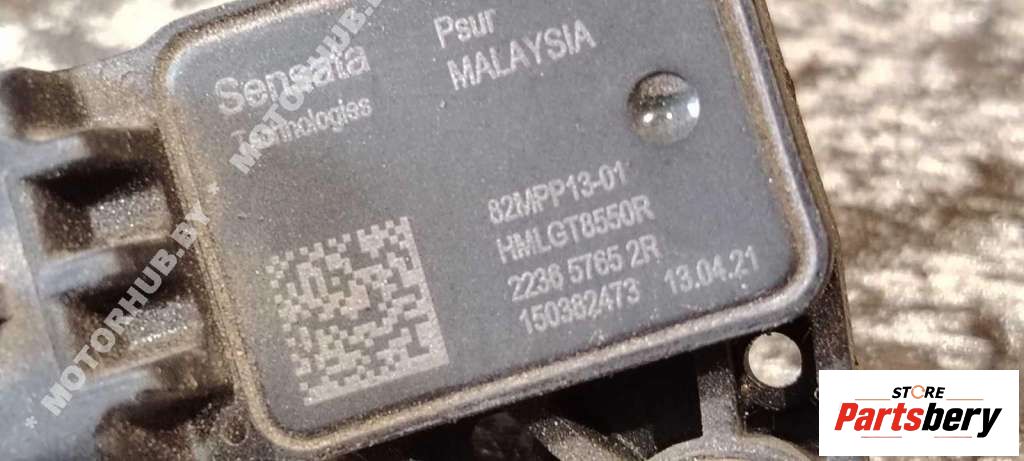 Sensata
Technologies
Psur
MALAYSIA
82MPP13-01
HMLGT8550R
2236 5765 2R
150382473 13.04.21
* MOTORHUB.BY
MOTORHUB.BY
STORE
Partsbery